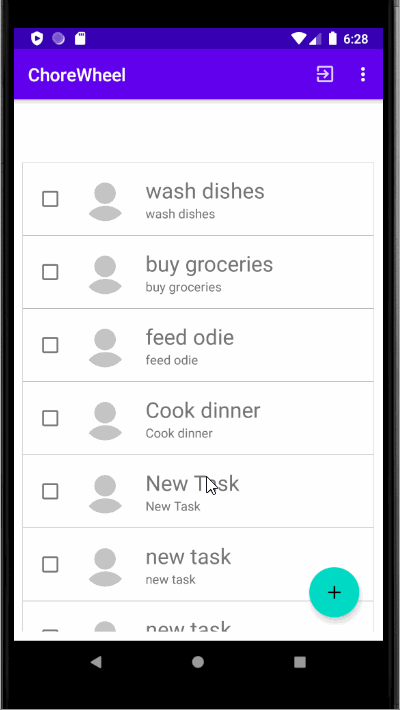 6:28
ChoreWheel
wash dishes
wash dishes
buy groceries
buy groceries
feed odie
feed odie
Cook dinner
Cook dinner
New Task
New Task
new task
new task
new task